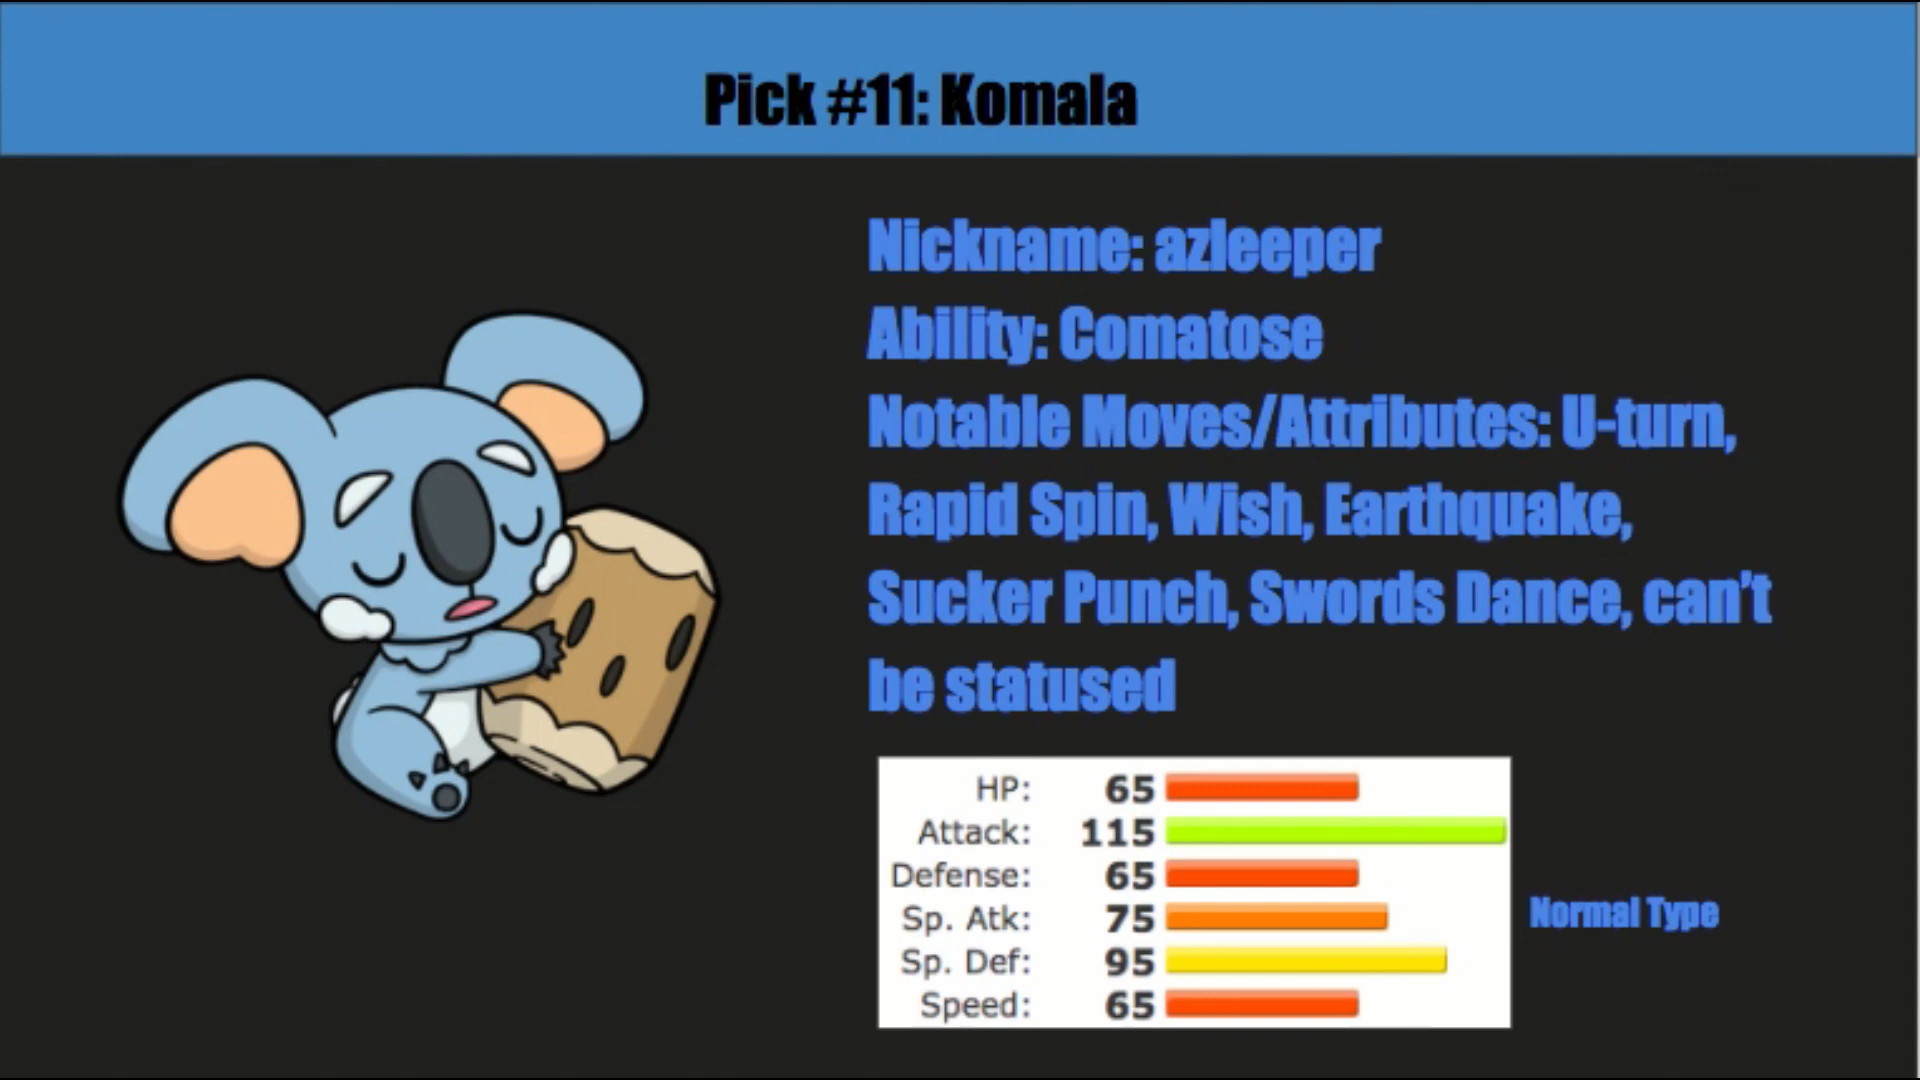 Pick #11: Komala
Nickname: azleeper
Ability: Comatose
Notable Moves/Attributes: U-turn,
Rapid Spin, Wish, Earthquake,
Sucker Punch, Swords Dance, can't
be statused
HP: 65
Attack: 115
Defense: 65
Sp. Atk: 75
Sp. Def: 95
Speed: 65
Normal Type